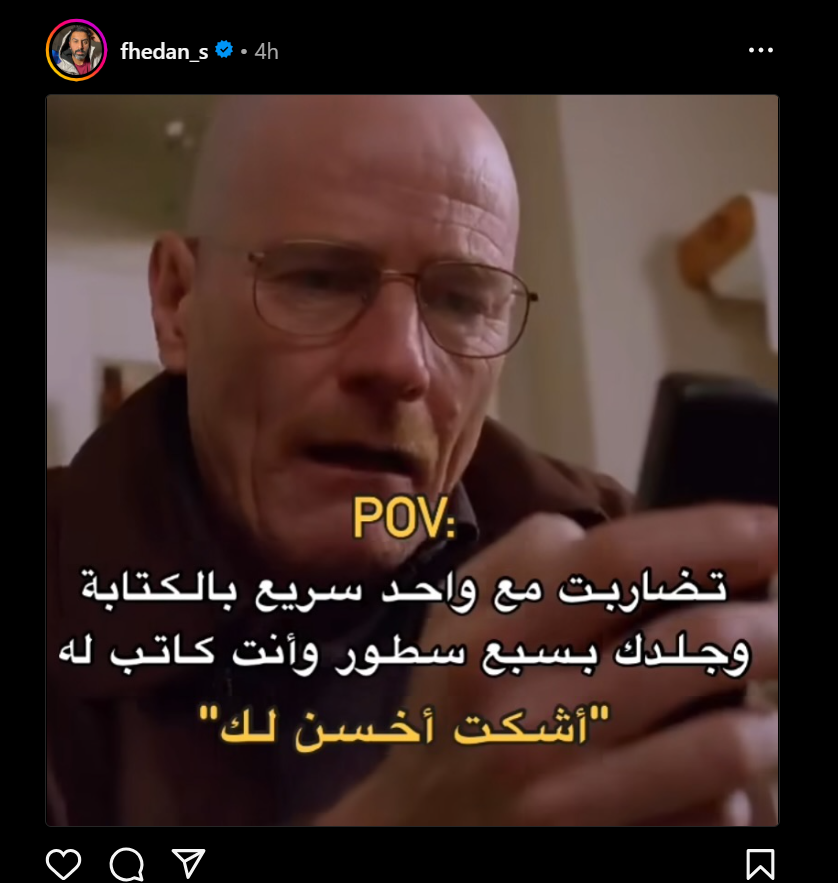 fhedan_s • 4h
POV:
تضاربت مع واحد سريع بالكتابة
وجلدك بسبع سطور وأنت كاتب له
"أشكت أخسن لك"